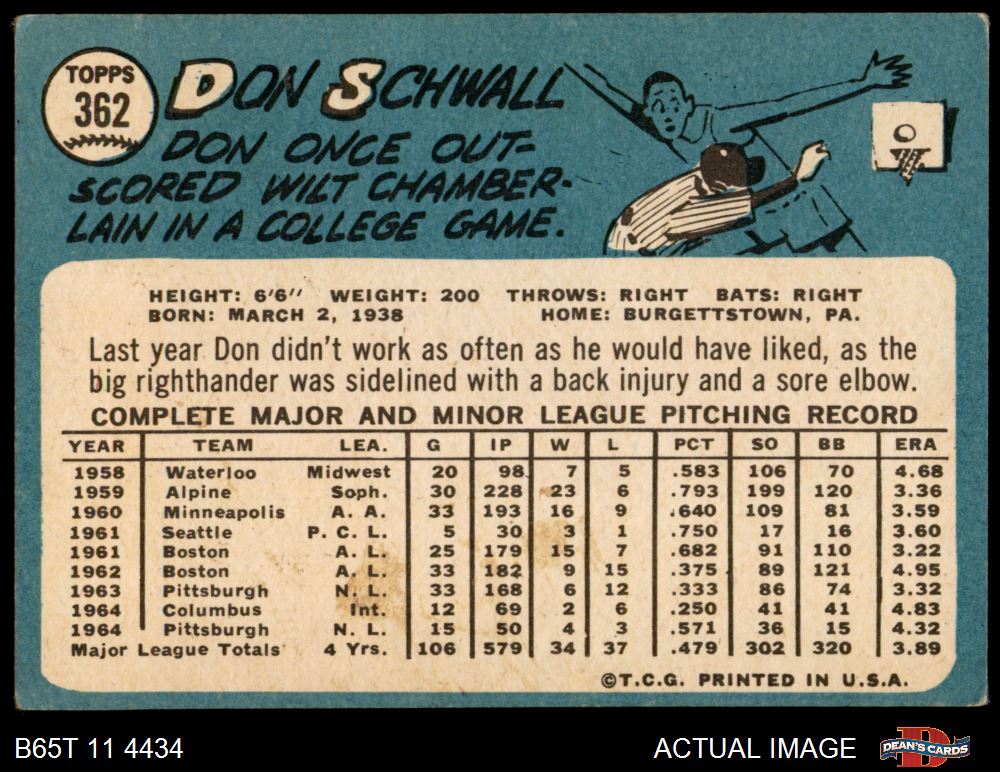 TOPPS
362
DON SCHWALL
DON ONCE OUT-
SCORED WILT CHAMBER-
LAIN IN A COLLEGE GAME.
HEIGHT: 6'6" WEIGHT: 200 THROWS: RIGHT BATS: RIGHT
BORN: MARCH 2, 1938 HOME: BURGETTSTOWN, PA.
Last year Don didn't work as often as he would have liked, as the
big righthander was sidelined with a back injury and a sore elbow.
COMPLETE MAJOR AND MINOR LEAGUE PITCHING RECORD
YEAR TEAM LEA. G IP W L PCT SO BB ERA
1958 Waterloo Midwest 20 98 7 5 .583 106 70 4.68
1959 Alpine Soph. 30 228 23 6 .793 199 120 3.36
1960 Minneapolis A. A. 33 193 16 9 .640 109 81 3.59
1961 Seattle P. C. L. 5 30 3 1 .750 17 16 3.60
1961 Boston A. L. 25 179 15 7 .682 91 110 3.22
1962 Boston A. L. 33 182 9 15 .375 89 121 4.95
1963 Pittsburgh N. L. 33 168 6 12 .333 86 74 3.32
1964 Columbus Int. 12 69 2 6 .250 41 41 4.83
1964 Pittsburgh N. L. 15 50 4 3 .571 36 15 4.32
Major League Totals 4 Yrs. 106 579 34 37 .479 302 320 3.89
©T.C.G. PRINTED IN U.S.A.
B65T 11 4434 ACTUAL IMAGE DEAN'S CARDS